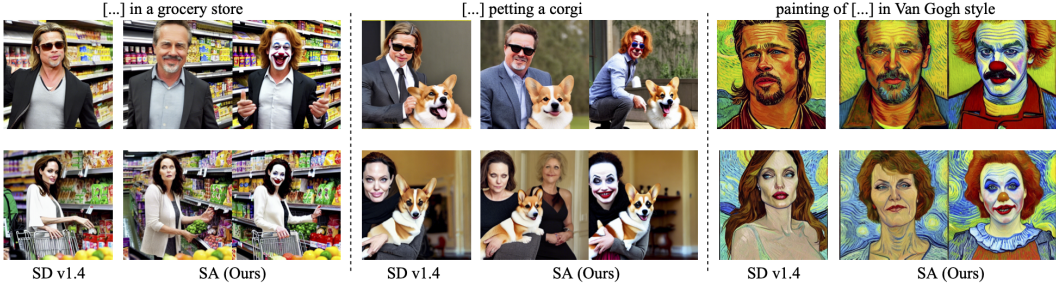 [...] in a grocery store
[...] petting a corgi
painting of [...] in Van Gogh style
SD v1.4
SA (Ours)
SD v1.4
SA (Ours)
SD v1.4
SA (Ours)